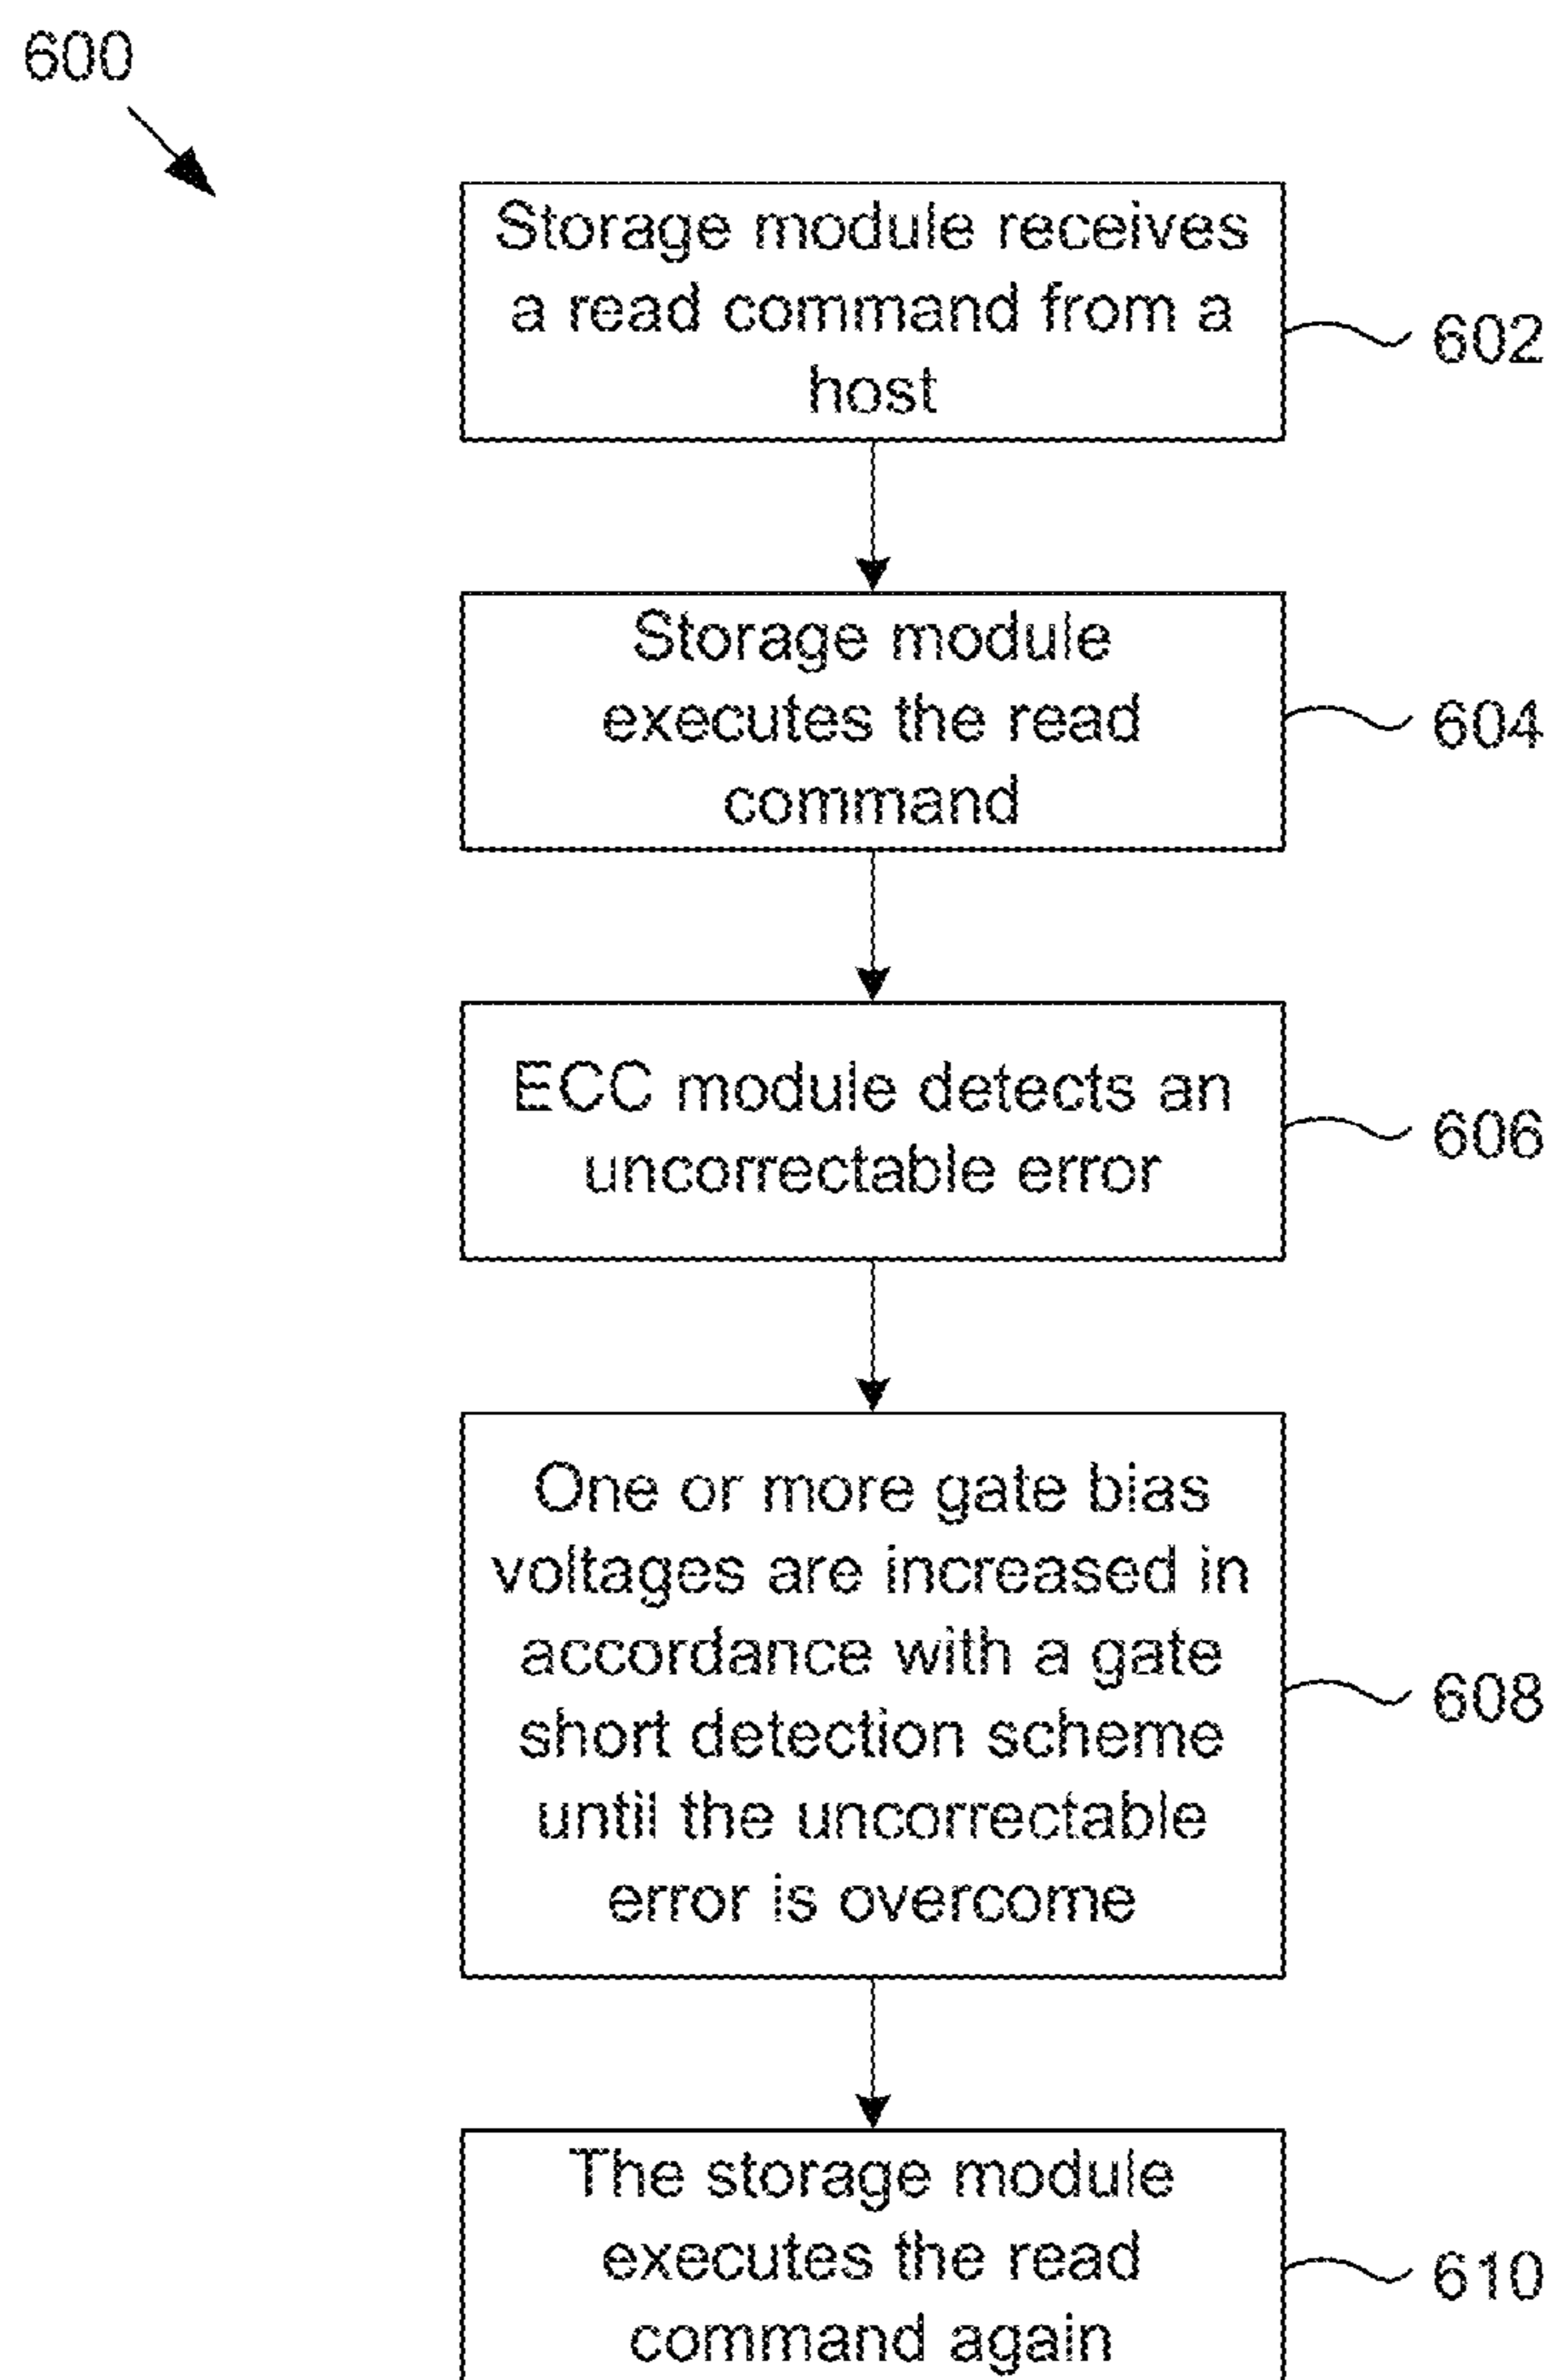 600
Storage module receives
a read command from a
host
602
Storage module
executes the read
command
604
ECC module detects an
uncorrectable error
606
One or more gate bias
voltages are increased in
accordance with a gate
short detection scheme
until the uncorrectable
error is overcome
608
The storage module
executes the read
command again
610